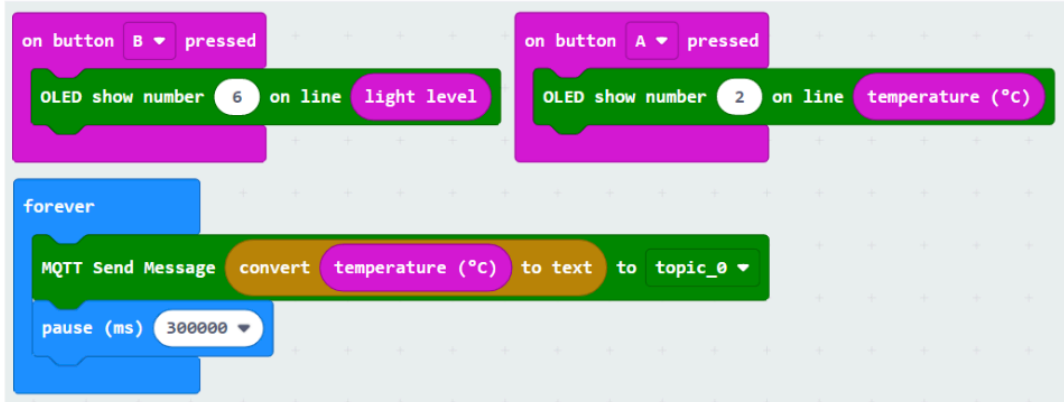 on button B pressed
OLED show number 6 on line light level
on button A pressed
OLED show number 2 on line temperature (°C)
forever
MQTT Send Message convert temperature (°C) to text to topic_0
pause (ms) 300000